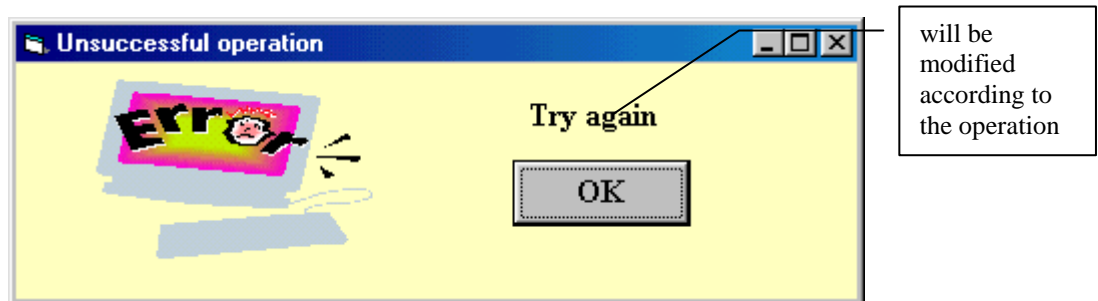 Unsuccessful operation
Error
Try again
OK
will be
modified
according to
the operation